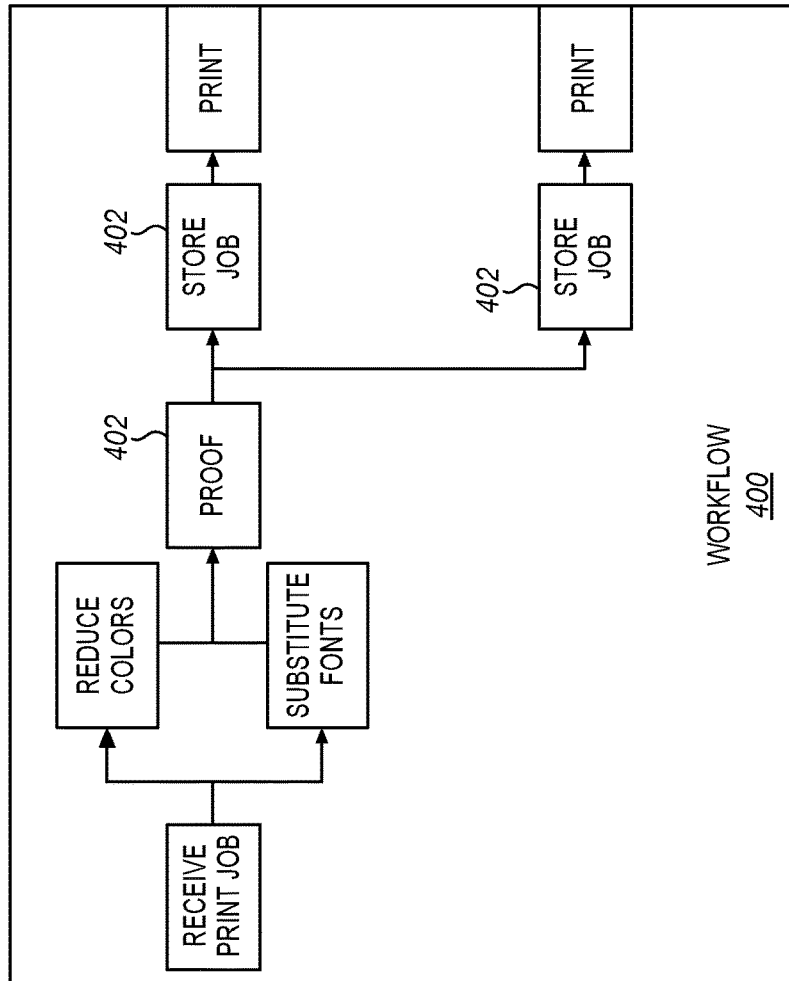 RECEIVE
PRINT JOB
REDUCE
COLORS
SUBSTITUTE
FONTS
402
PROOF
402
STORE
JOB
PRINT
402
STORE
JOB
PRINT
WORKFLOW
400